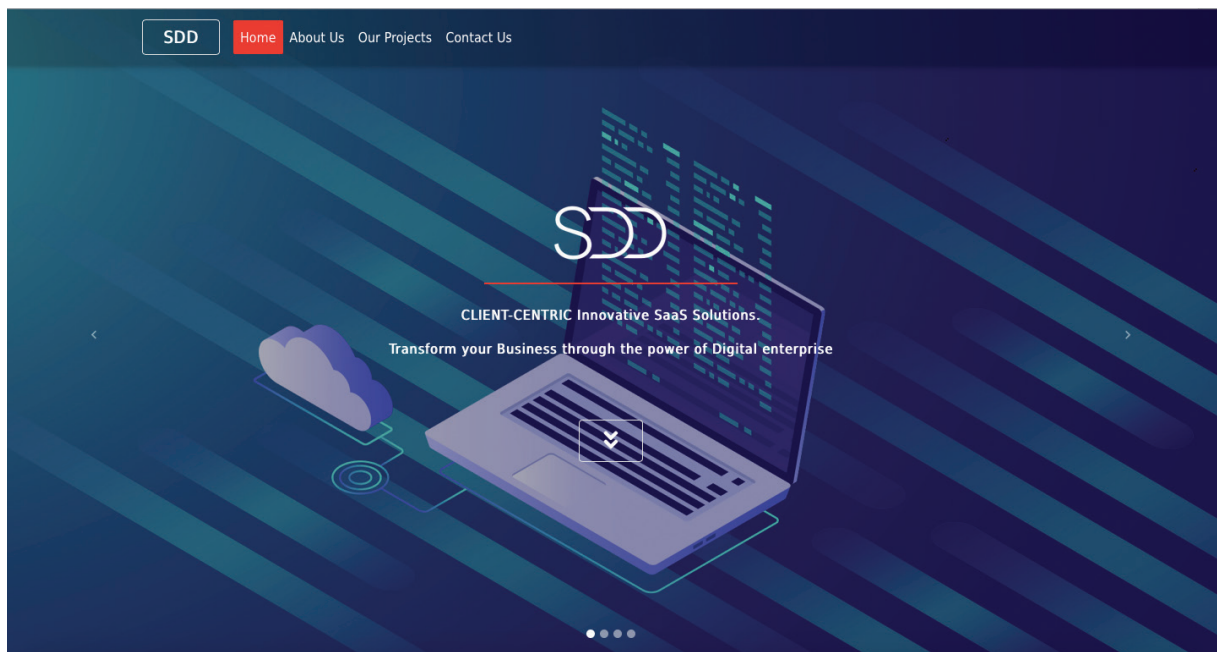 SDD Home About Us Our Projects Contact Us
SDD
CLIENT-CENTRIC Innovative SaaS Solutions.
Transform your Business through the power of Digital enterprise